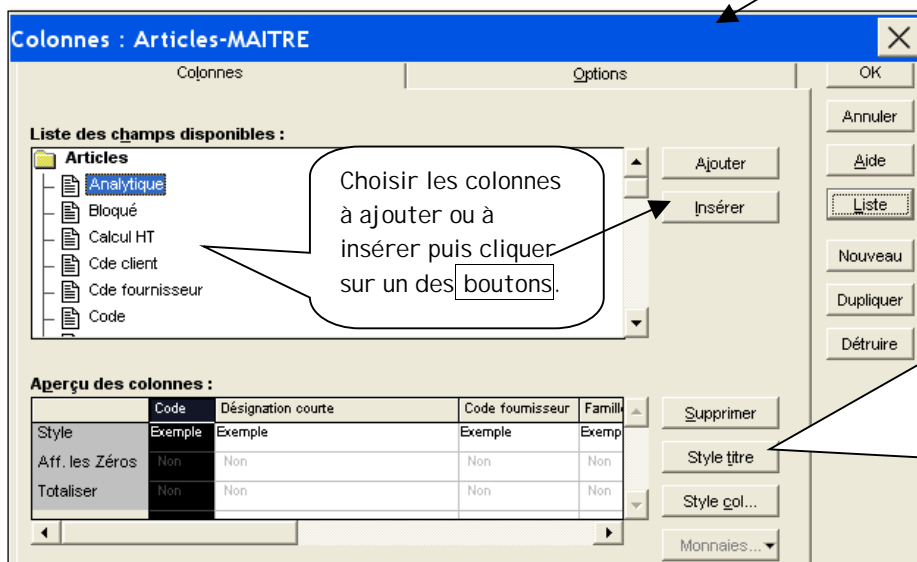 Colonnes : Articles-MAITRE
Colonnes
Options
OK
Annuler
Aide
Liste
Nouveau
Dupliquer
Détruire
Liste des champs disponibles :
Articles
Analytique
Bloqué
Calcul HT
Cde client
Cde fournisseur
Code
Choisir les colonnes
à ajouter ou à
insérer puis cliquer
sur un des boutons.
Ajouter
Insérer
Aperçu des colonnes :
Code Désignation courte Code fournisseur Famill
Style Exemple Exemple Exemple Exemp
Aff. les Zéros Non Non Non Non
Totaliser Non Non Non Non
Supprimer
Style titre
Style col...
Monnaies...